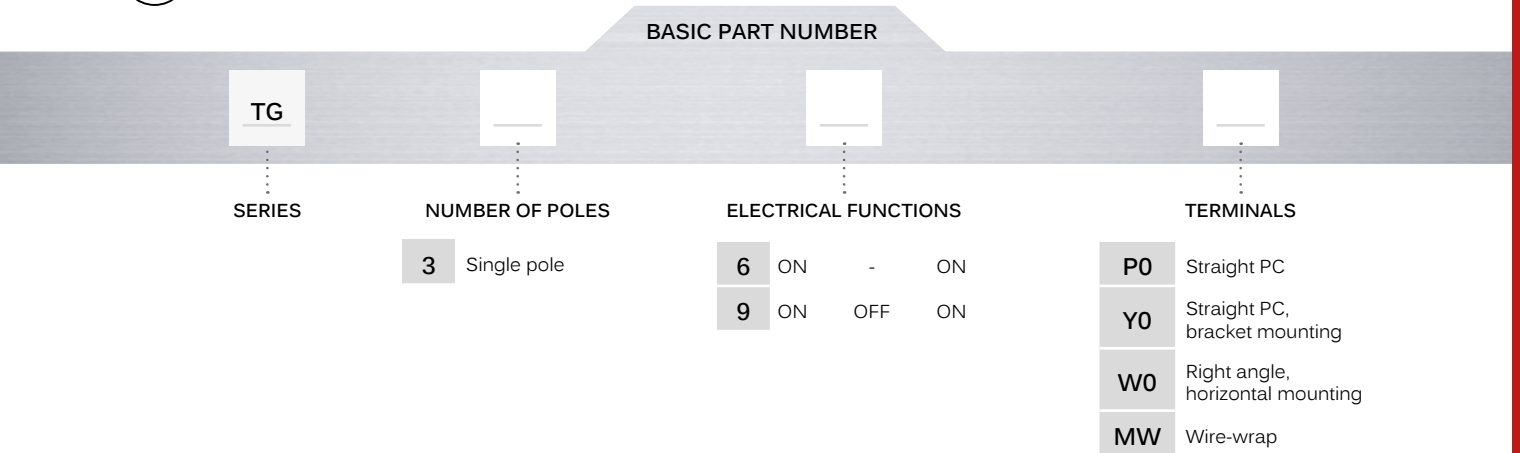 BASIC PART NUMBER
TG
SERIES
NUMBER OF POLES
3 Single pole
ELECTRICAL FUNCTIONS
6 ON - ON
9 ON OFF ON
TERMINALS
P0 Straight PC
Y0 Straight PC,
bracket mounting
W0 Right angle,
horizontal mounting
MW Wire-wrap